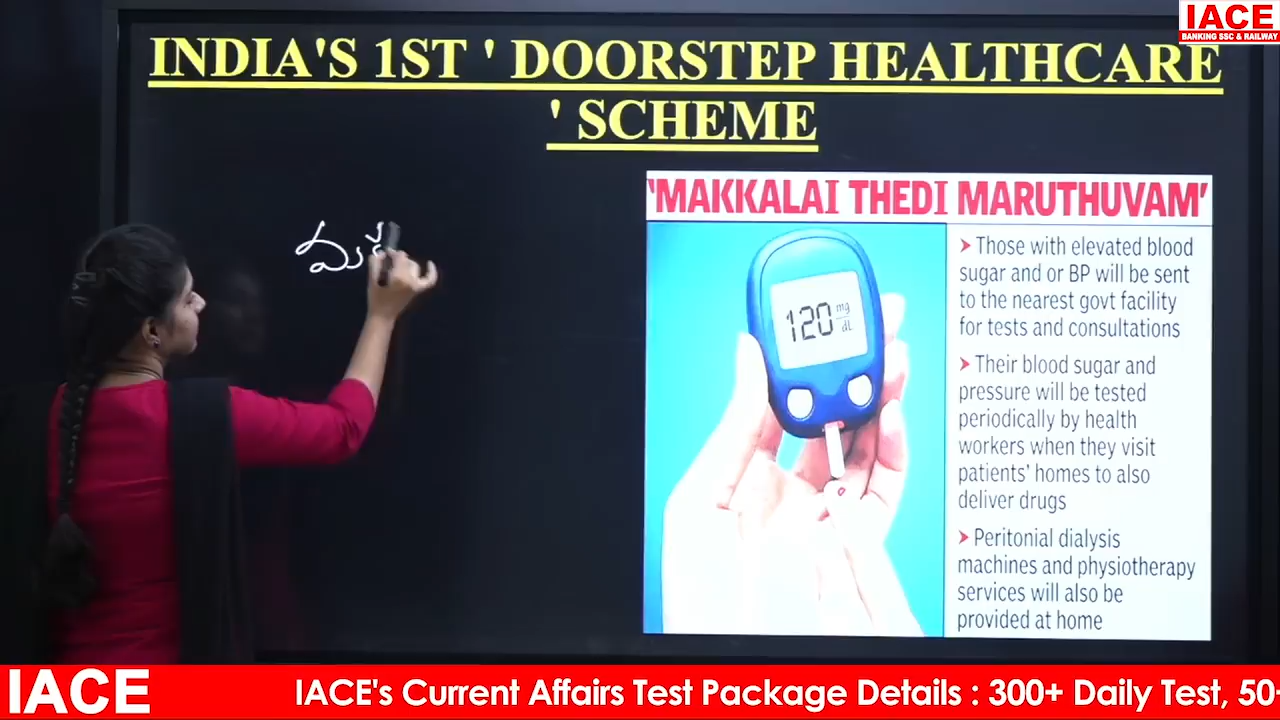 IACE
BANKING SSC & RAILWAY
INDIA'S 1ST ' DOORSTEP HEALTHCARE
' SCHEME
'MAKKALAI THEDI MARUTHUVAM'
120 mg
dL
➤ Those with elevated blood
sugar and or BP will be sent
to the nearest govt facility
for tests and consultations
➤ Their blood sugar and
pressure will be tested
periodically by health
workers when they visit
patients' homes to also
deliver drugs
➤ Peritonial dialysis
machines and physiotherapy
services will also be
provided at home
IACE
IACE's Current Affairs Test Package Details : 300+ Daily Test, 50+